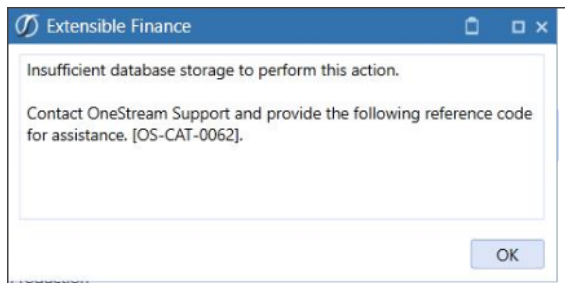 Extensible Finance
Insufficient database storage to perform this action.
Contact OneStream Support and provide the following reference code
for assistance. [OS-CAT-0062].
OK